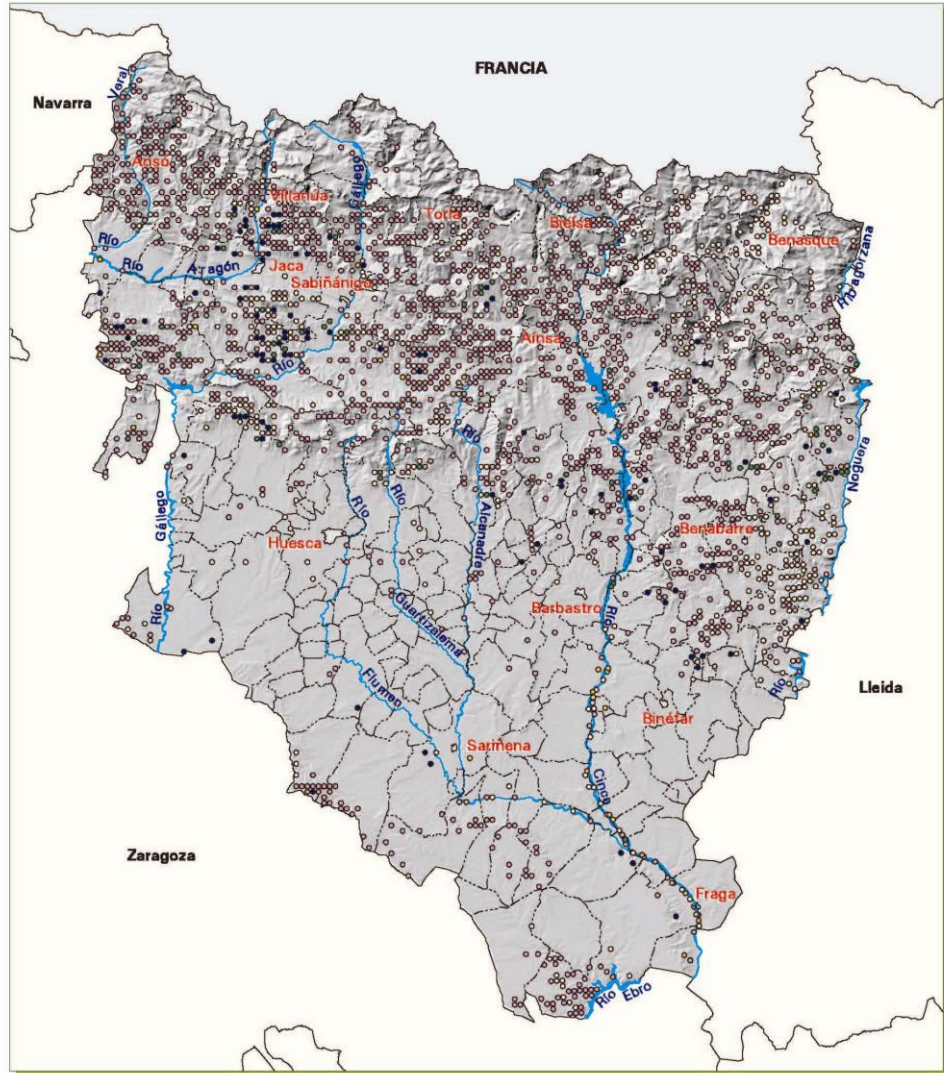 FRANCIA
Veral
Navarra
Gállego
Ansó
Villanúa
Torla
Bielsa
Benasque
Río
Río
Aragón
Jaca
Sabiñánigo
Río
Ribagorzana
Aínsa
Río
Río
Noguera
Gállego
Río
Río
Alcanadre
Huesca
Benabarre
Barbastro
Río
Guartizalema
Río
Flumen
Río
Lleida
Binéfar
Sariñena
Cinca
Zaragoza
Fraga
Río Ebro